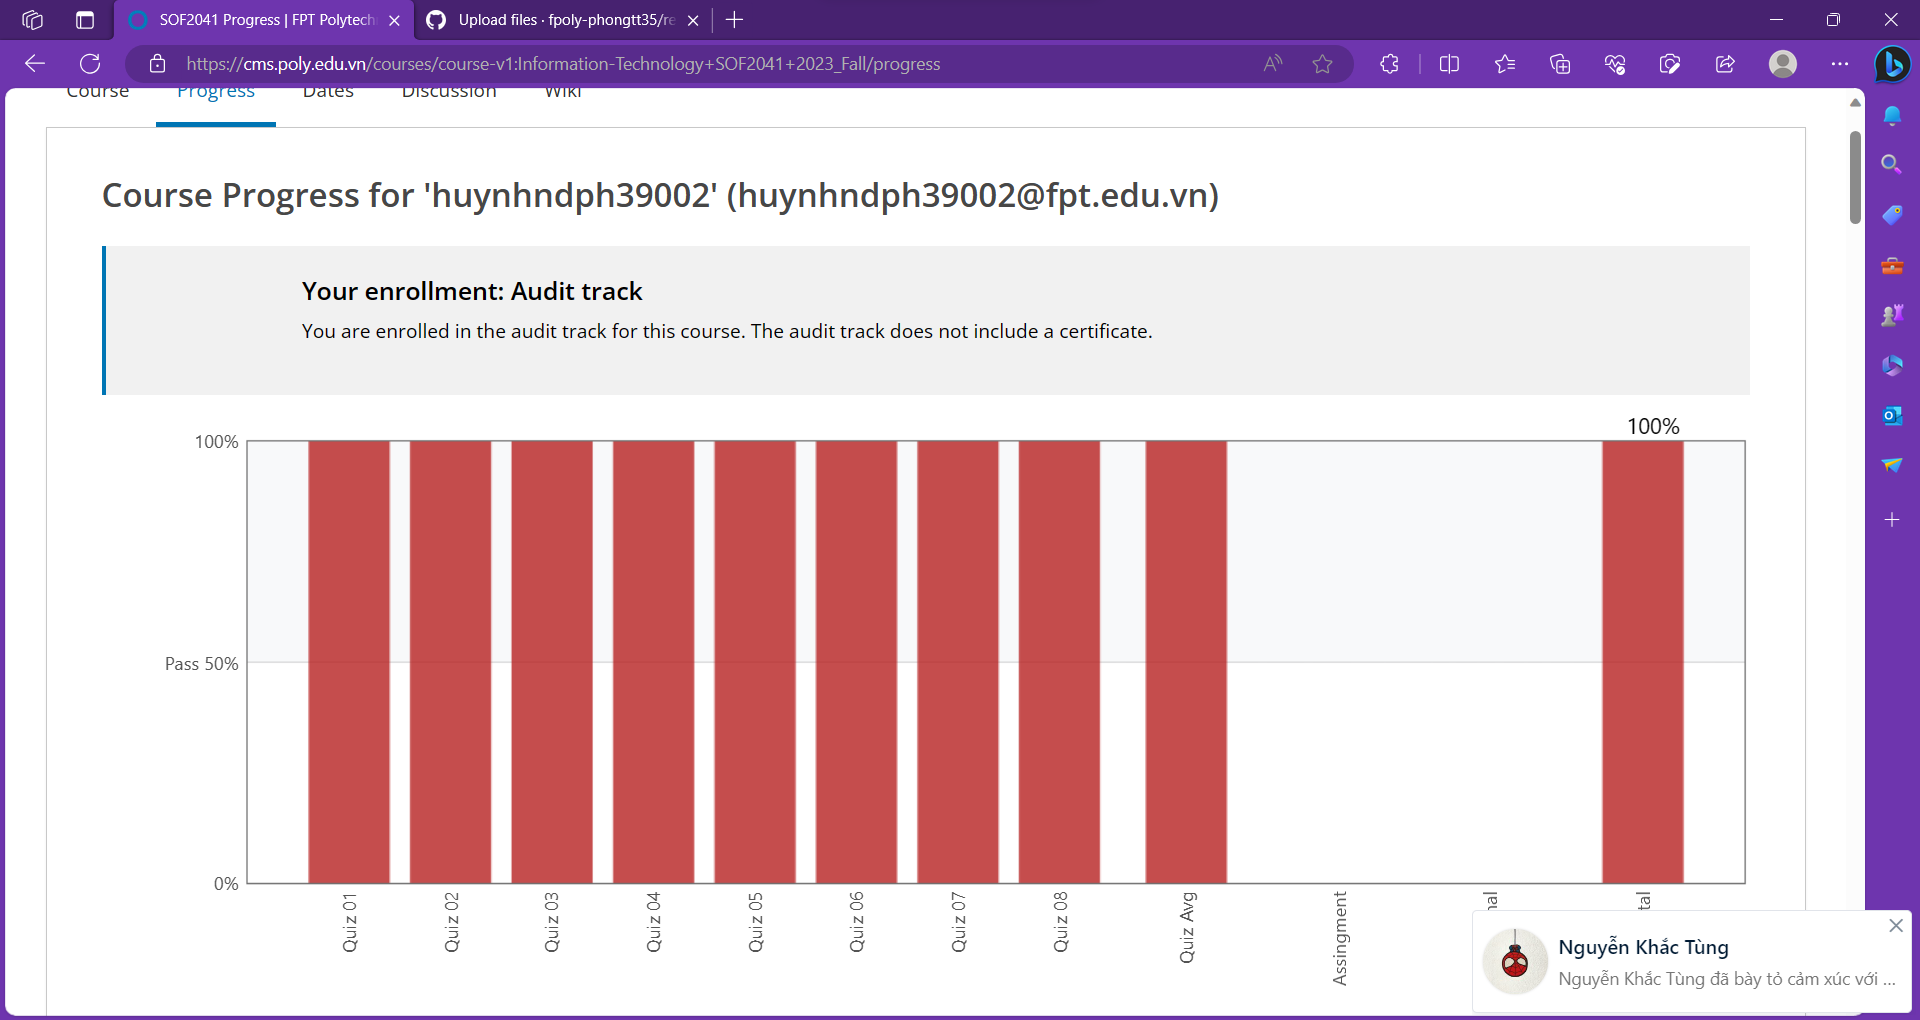 SOF2041 Progress | FPT Polytech
Upload files · fpoly-phongtt35/re
https://cms.poly.edu.vn/courses/course-v1:Information-Technology+SOF2041+2023_Fall/progress
Course Progress Dates Discussion Wiki
Course Progress for 'huynhndph39002' (huynhndph39002@fpt.edu.vn)
Your enrollment: Audit track
You are enrolled in the audit track for this course. The audit track does not include a certificate.
100%
100%
Pass 50%
0%
Quiz 01
Quiz 02
Quiz 03
Quiz 04
Quiz 05
Quiz 06
Quiz 07
Quiz 08
Quiz Avg
Assingment
nal
tal
Nguyễn Khắc Tùng
Nguyễn Khắc Tùng đã bày tỏ cảm xúc với ...